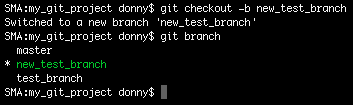 SMA:my_git_project donny$ git checkout -b new_test_branch
Switched to a new branch 'new_test_branch'
SMA:my_git_project donny$ git branch
  master
* new_test_branch
  test_branch
SMA:my_git_project donny$